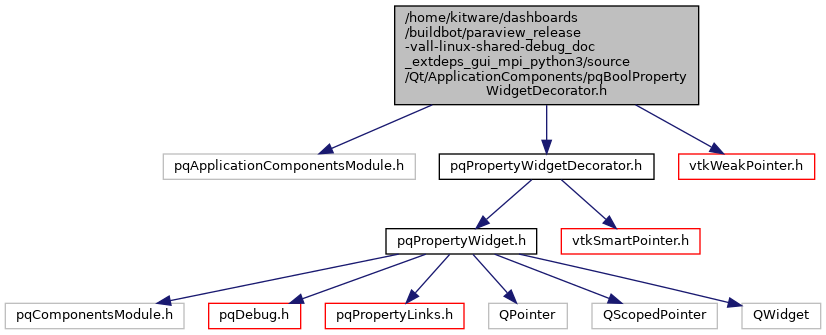 /home/kitware/dashboards
/buildbot/paraview_release
-vall-linux-shared-debug_doc
_extdeps_gui_mpi_python3/source
/Qt/ApplicationComponents/pqBoolProperty
WidgetDecorator.h
pqApplicationComponentsModule.h
pqPropertyWidgetDecorator.h
vtkWeakPointer.h
pqPropertyWidget.h
vtkSmartPointer.h
pqComponentsModule.h
pqDebug.h
pqPropertyLinks.h
QPointer
QScopedPointer
QWidget